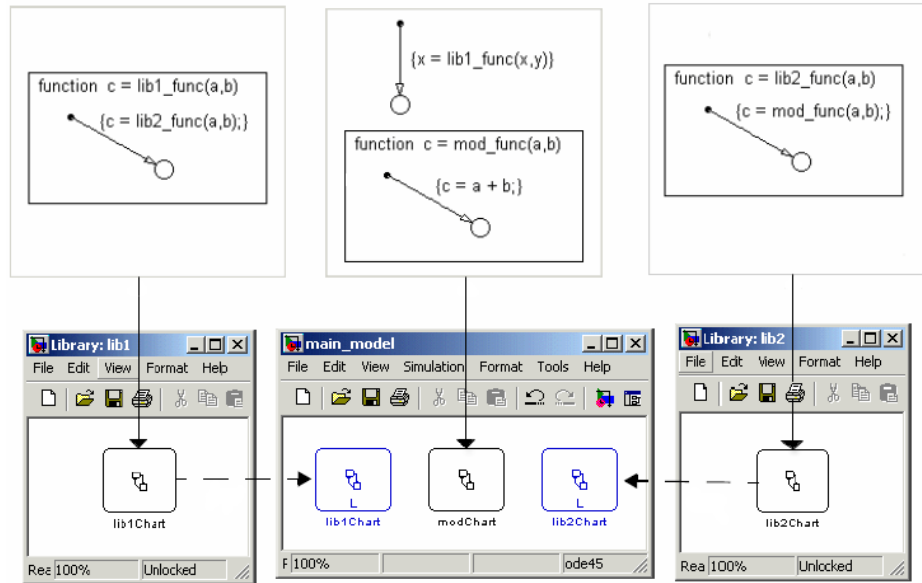 function c = lib1_func(a,b)
{c = lib2_func(a,b);}
{x = lib1_func(x,y)}
function c = mod_func(a,b)
{c = a + b;}
function c = lib2_func(a,b)
{c = mod_func(a,b);}
Library: lib1
File Edit View Format Help
lib1Chart
Rea 100% Unlocked
main_model
File Edit View Simulation Format Tools Help
L
lib1Chart
modChart
L
lib2Chart
F 100% ode45
Library: lib2
File Edit View Format Help
lib2Chart
Rea 100% Unlocked